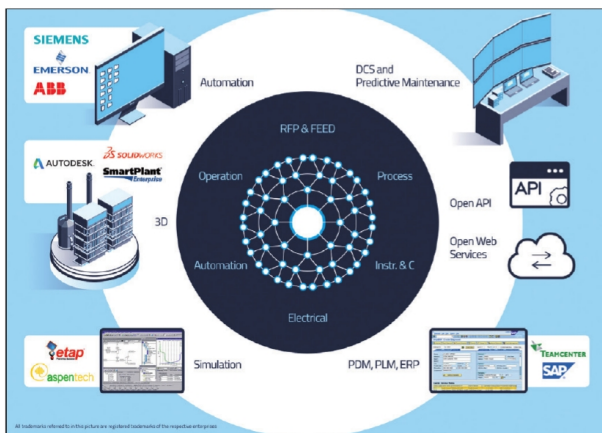 SIEMENS
EMERSON
ABB
Automation
DCS and
Predictive Maintenance
RFP & FEED
AUTODESK.
SOLIDWORKS
SmartPlant
Enterprise
Operation
Process
API
3D
Open API
Open Web
Services
Automation
Instr. & C
Electrical
etap
aspentech
Simulation
PDM, PLM, ERP
TEAMCENTER
SAP
All trademarks referred to in this picture are registered trademarks of the respective enterprises